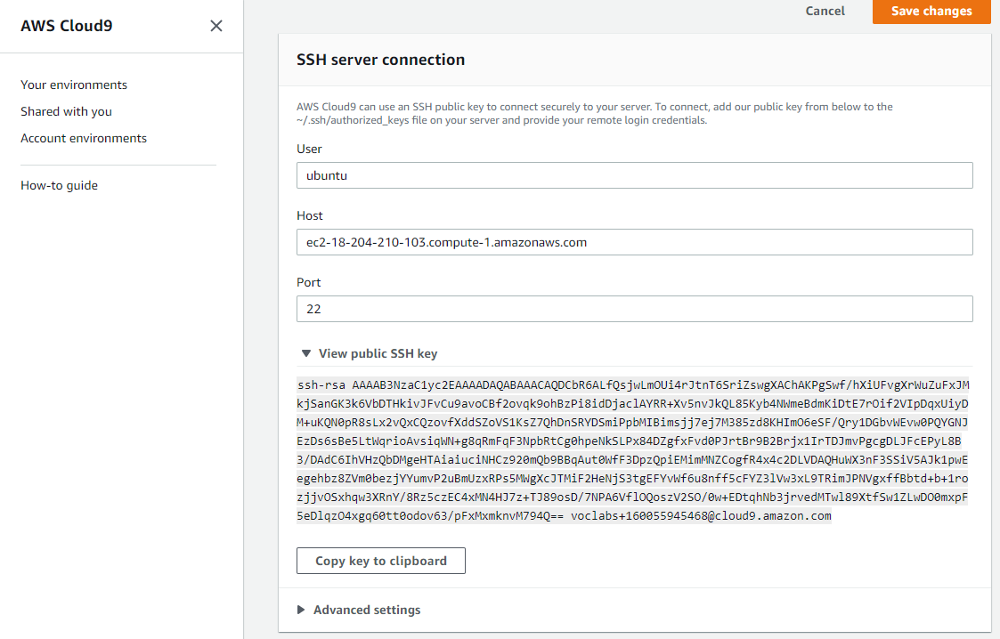 AWS Cloud9
Your environments
Shared with you
Account environments
How-to guide
Cancel
Save changes
SSH server connection
AWS Cloud9 can use an SSH public key to connect securely to your server. To connect, add our public key from below to the
~/.ssh/authorized_keys file on your server and provide your remote login credentials.
User
ubuntu
Host
ec2-18-204-210-103.compute-1.amazonaws.com
Port
22
View public SSH key
ssh-rsa AAAAB3NzaC1yc2EAAAADAQABAAACAQDCbR6ALfQsjwLmOUi4rJtnT6SriZswgXAChAKPgSwf/hXiUFvgXrWuZuFxJM
kjSanGK3k6VbDTHkivJFvCu9avoCBf2ovqk9ohBzPi8idDjaclAYRR+Xv5nvJkQL85Kyb4NWmeBdmKiDtE7rOif2VIpDqxUiyD
M+uKQN0pR8sLx2vQxCQzovfXddSZoVS1KsZ7QhDnSRYDSmiPpbMIBimsjj7ej7M385zd8KHImO6eSF/Qry1DGbvWEvw0PQYGNJ
EzDs6sBe5LtWqrioAvsiqWN+g8qRmFqF3NpbRtCg0hpeNkSLPx84DZgfxFvd0PJrtBr9B2Brjx1IrTDJmvPgcgDLJFcEPyL8B
3/DAdC6IhVHzQbDMgeHTAiaiuciNHCz920mQb9BBqAut0WfF3DpzQpiEMimMNZCogfR4x4c2DLVDAQHuWX3nF3SSiV5AJk1pwE
egehbz8ZVm0bezjYYumvP2uBmUzxRPs5MWgXcJTMiF2HeNjS3tgEFYvWf6u8nff5cFYZ3lVw3xL9TRimJPNVgxffBbtd+b+1ro
zjjvOSxhqw3XRnY/8Rz5czEC4xMN4HJ7z+TJ89osD/7NPA6VflOQoszV2SO/0w+EDtqhNb3jrvedMTwl89XtfSw1ZLwDO0mxpF
5eDlqzO4xgq60tt0odov63/pFxMxmknvM794Q== voclabs+160055945468@cloud9.amazon.com
Copy key to clipboard
Advanced settings